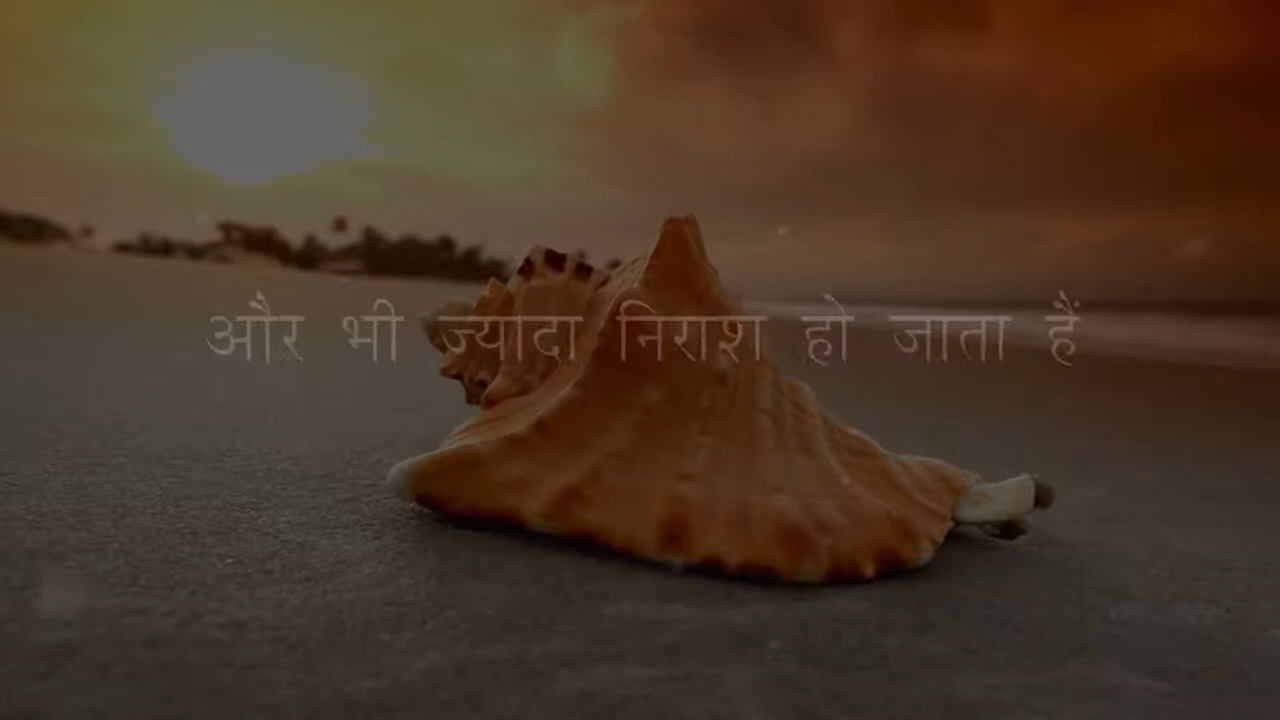 और भी ज्यादा निराश हो जाता हैं